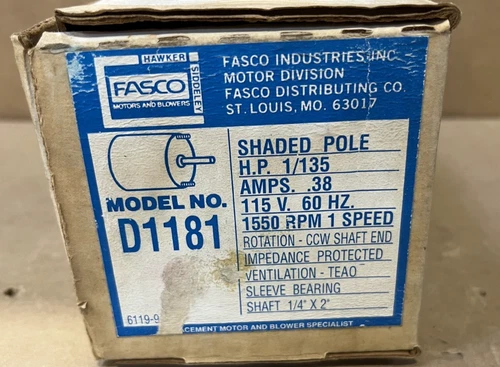 HAWKER
SIDDELEY
FASCO
MOTORS AND BLOWERS
FASCO INDUSTRIES, INC.
MOTOR DIVISION
FASCO DISTRIBUTING CO.
ST. LOUIS, MO. 63017
MODEL NO.
D1181
SHADED POLE
H.P. 1/135
AMPS. .38
115 V. 60 HZ.
1550 RPM 1 SPEED
ROTATION - CCW SHAFT END
IMPEDANCE PROTECTED
VENTILATION - TEAO
SLEEVE BEARING
SHAFT 1/4" X 2"
6119-9
CEMENT MOTOR AND BLOWER SPECIALIST